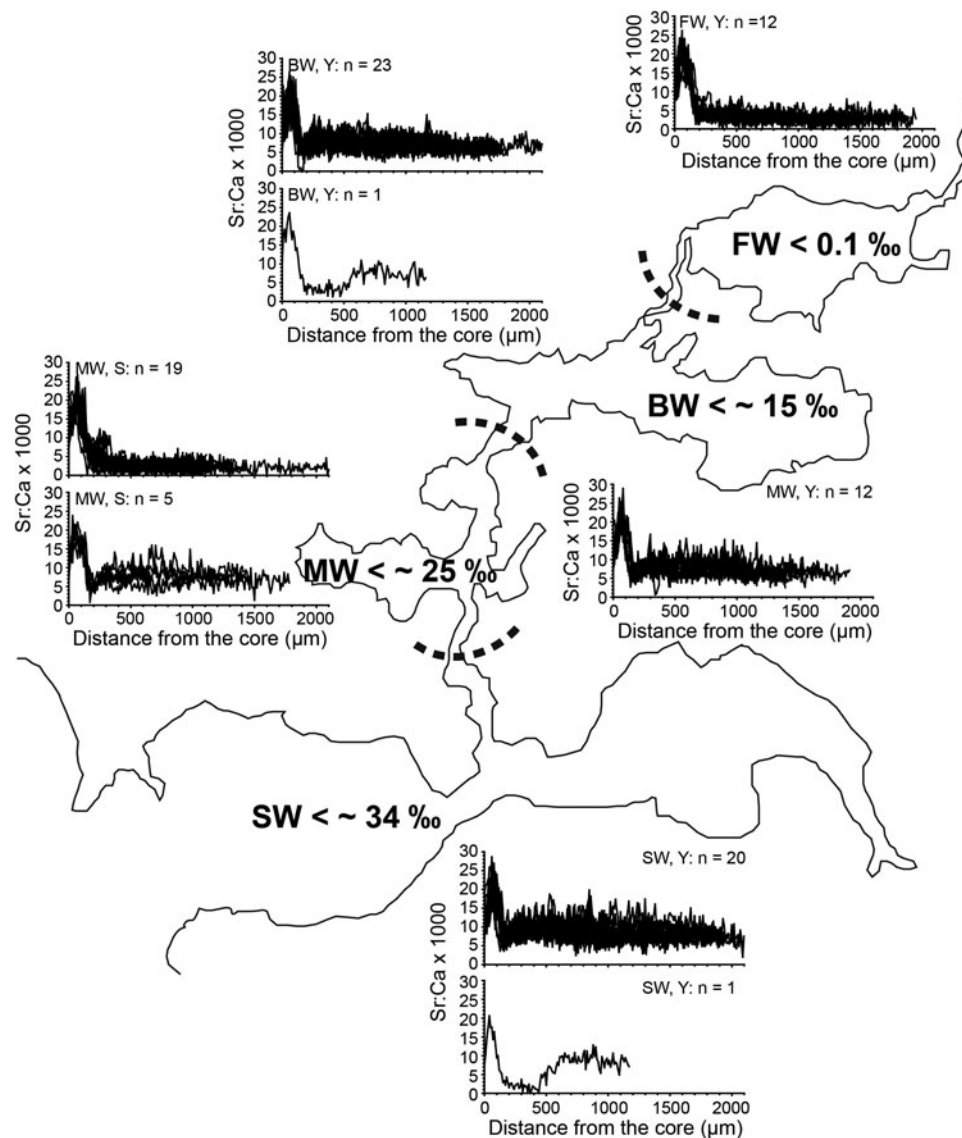 FW, Y: n =12
30
25
20
15
10
5
0
Sr:Ca x 1000
0 500 1000 1500 2000
Distance from the core (µm)
BW, Y: n = 23
30
25
20
15
10
5
0
BW, Y: n = 1
30
25
20
15
10
5
0
Sr:Ca x 1000
0 500 1000 1500 2000
Distance from the core (µm)
FW < 0.1 ‰
MW, S: n = 19
30
25
20
15
10
5
0
MW, S: n = 5
30
25
20
15
10
5
0
Sr:Ca x 1000
0 500 1000 1500 2000
Distance from the core (µm)
BW < ~ 15 ‰
MW, Y: n = 12
30
25
20
15
10
5
0
Sr:Ca x 1000
0 500 1000 1500 2000
Distance from the core (µm)
MW < ~ 25 ‰
SW < ~ 34 ‰
SW, Y: n = 20
30
25
20
15
10
5
0
SW, Y: n = 1
30
25
20
15
10
5
0
Sr:Ca x 1000
0 500 1000 1500 2000
Distance from the core (µm)